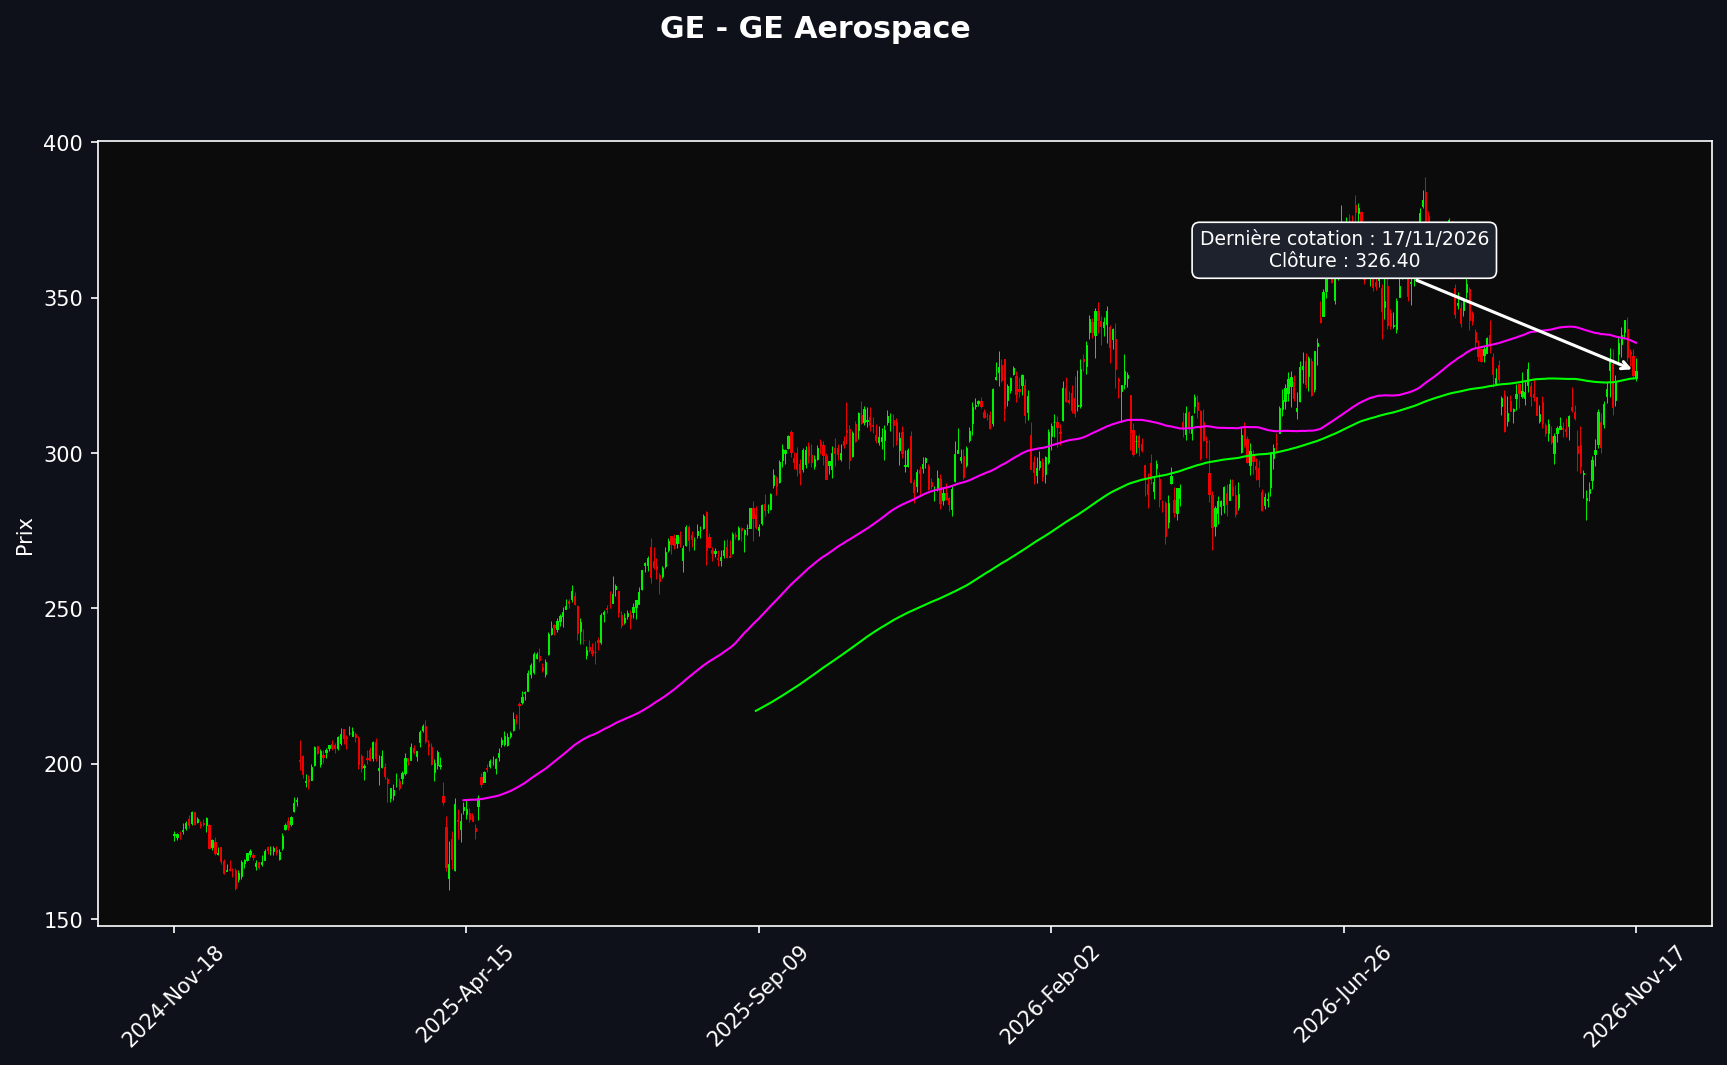 GE - GE Aerospace
400
350
300
250
200
150
Prix
Dernière cotation : 17/11/2026
Clôture : 326.40
2024-Nov-18
2025-Apr-15
2025-Sep-09
2026-Feb-02
2026-Jun-26
2026-Nov-17